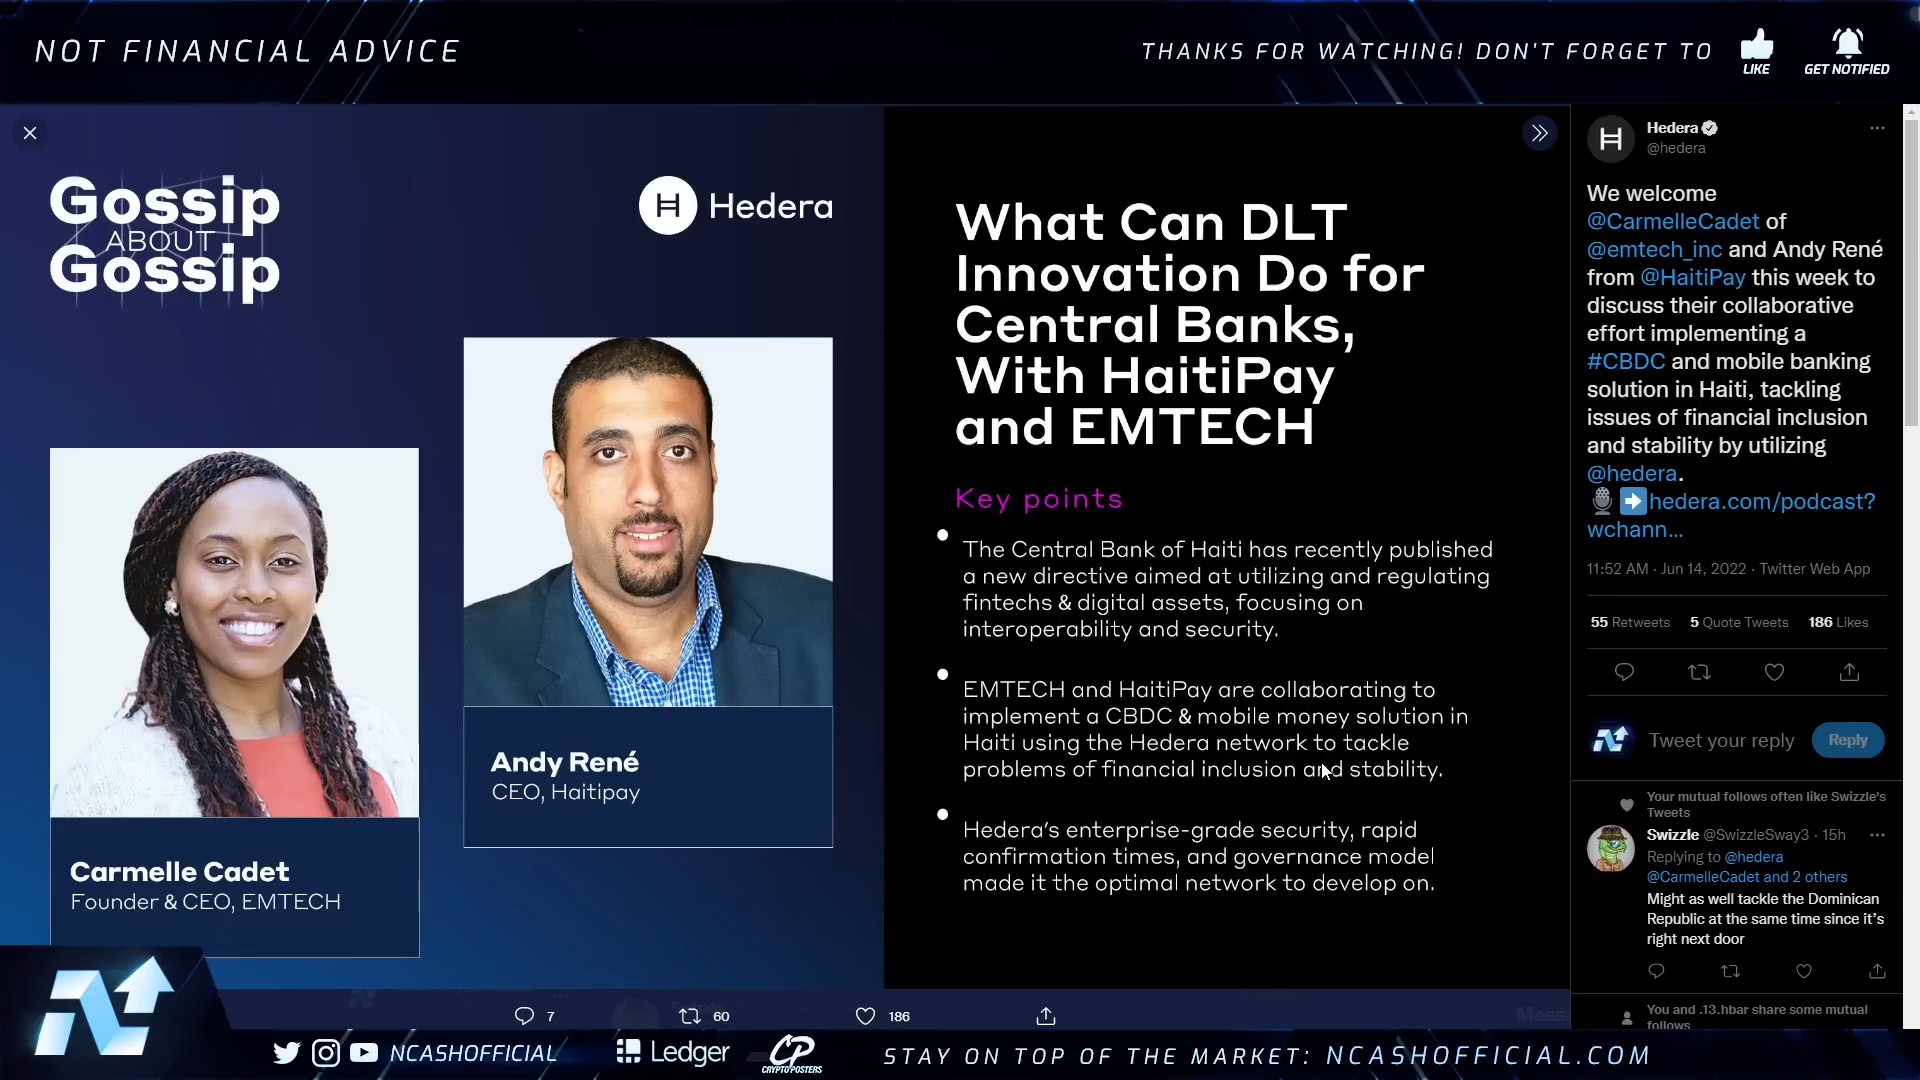 NOT FINANCIAL ADVICE
THANKS FOR WATCHING! DON'T FORGET TO
LIKE
GET NOTIFIED
Gossip
ABOUT
Gossip
H Hedera
Carmelle Cadet
Founder & CEO, EMTECH
Andy René
CEO, Haitipay
What Can DLT
Innovation Do for
Central Banks,
With HaitiPay
and EMTECH
Key points
The Central Bank of Haiti has recently published
a new directive aimed at utilizing and regulating
fintechs & digital assets, focusing on
interoperability and security.
EMTECH and HaitiPay are collaborating to
implement a CBDC & mobile money solution in
Haiti using the Hedera network to tackle
problems of financial inclusion and stability.
Hedera's enterprise-grade security, rapid
confirmation times, and governance model
made it the optimal network to develop on.
7
60
186
Hedera
@hedera
We welcome
@CarmelleCadet of
@emtech_inc and Andy René
from @HaitiPay this week to
discuss their collaborative
effort implementing a
#CBDC and mobile banking
solution in Haiti, tackling
issues of financial inclusion
and stability by utilizing
@hedera.
🎙️➡️hedera.com/podcast?
wchann…
11:52 AM · Jun 14, 2022 · Twitter Web App
55 Retweets 5 Quote Tweets 186 Likes
Tweet your reply
Reply
Your mutual follows often like Swizzle's
Tweets
Swizzle @SwizzleSway3 · 15h
Replying to @hedera
@CarmelleCadet and 2 others
Might as well tackle the Dominican
Republic at the same time since it's
right next door
You and .13.hbar share some mutual
follows
NCASHOFFICIAL
Ledger
CP
CRYPTOPOSTERS
STAY ON TOP OF THE MARKET: NCASHOFFICIAL.COM